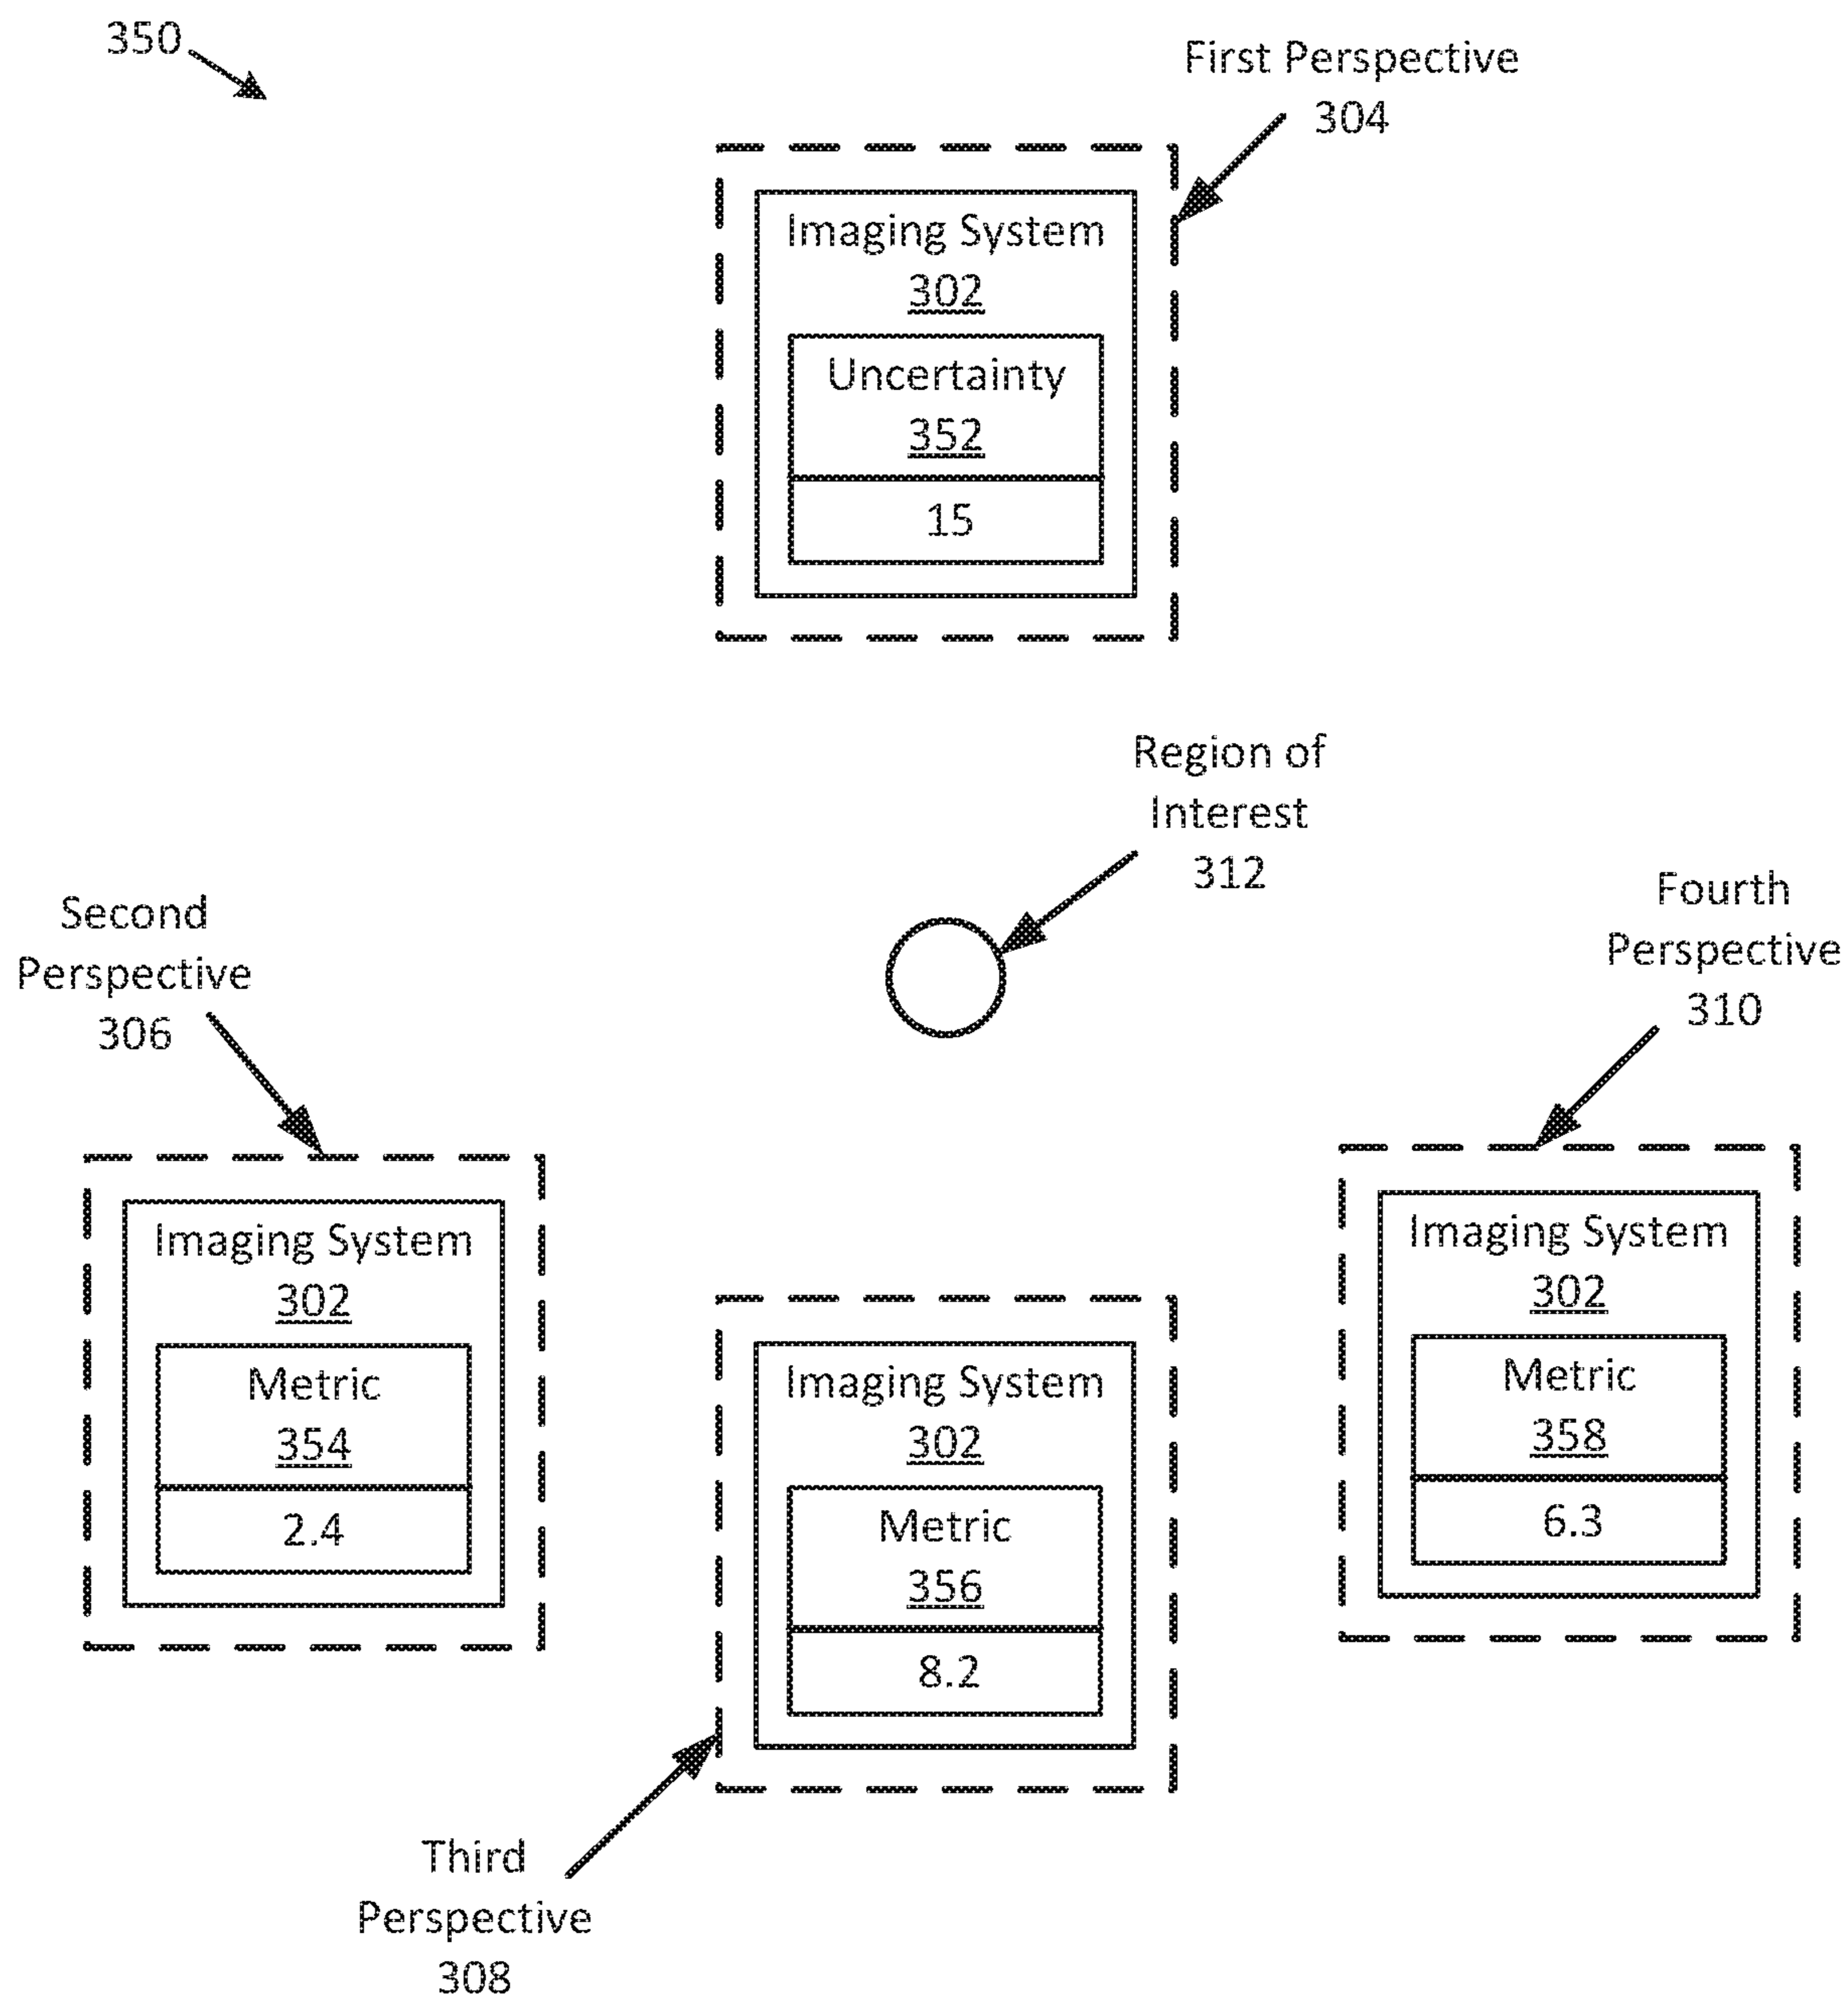 350
First Perspective
304
Imaging System
302
Uncertainty
352
15
Region of
Interest
312
Second
Perspective
306
Fourth
Perspective
310
Imaging System
302
Metric
354
2.4
Imaging System
302
Metric
356
8.2
Imaging System
302
Metric
358
6.3
Third
Perspective
308